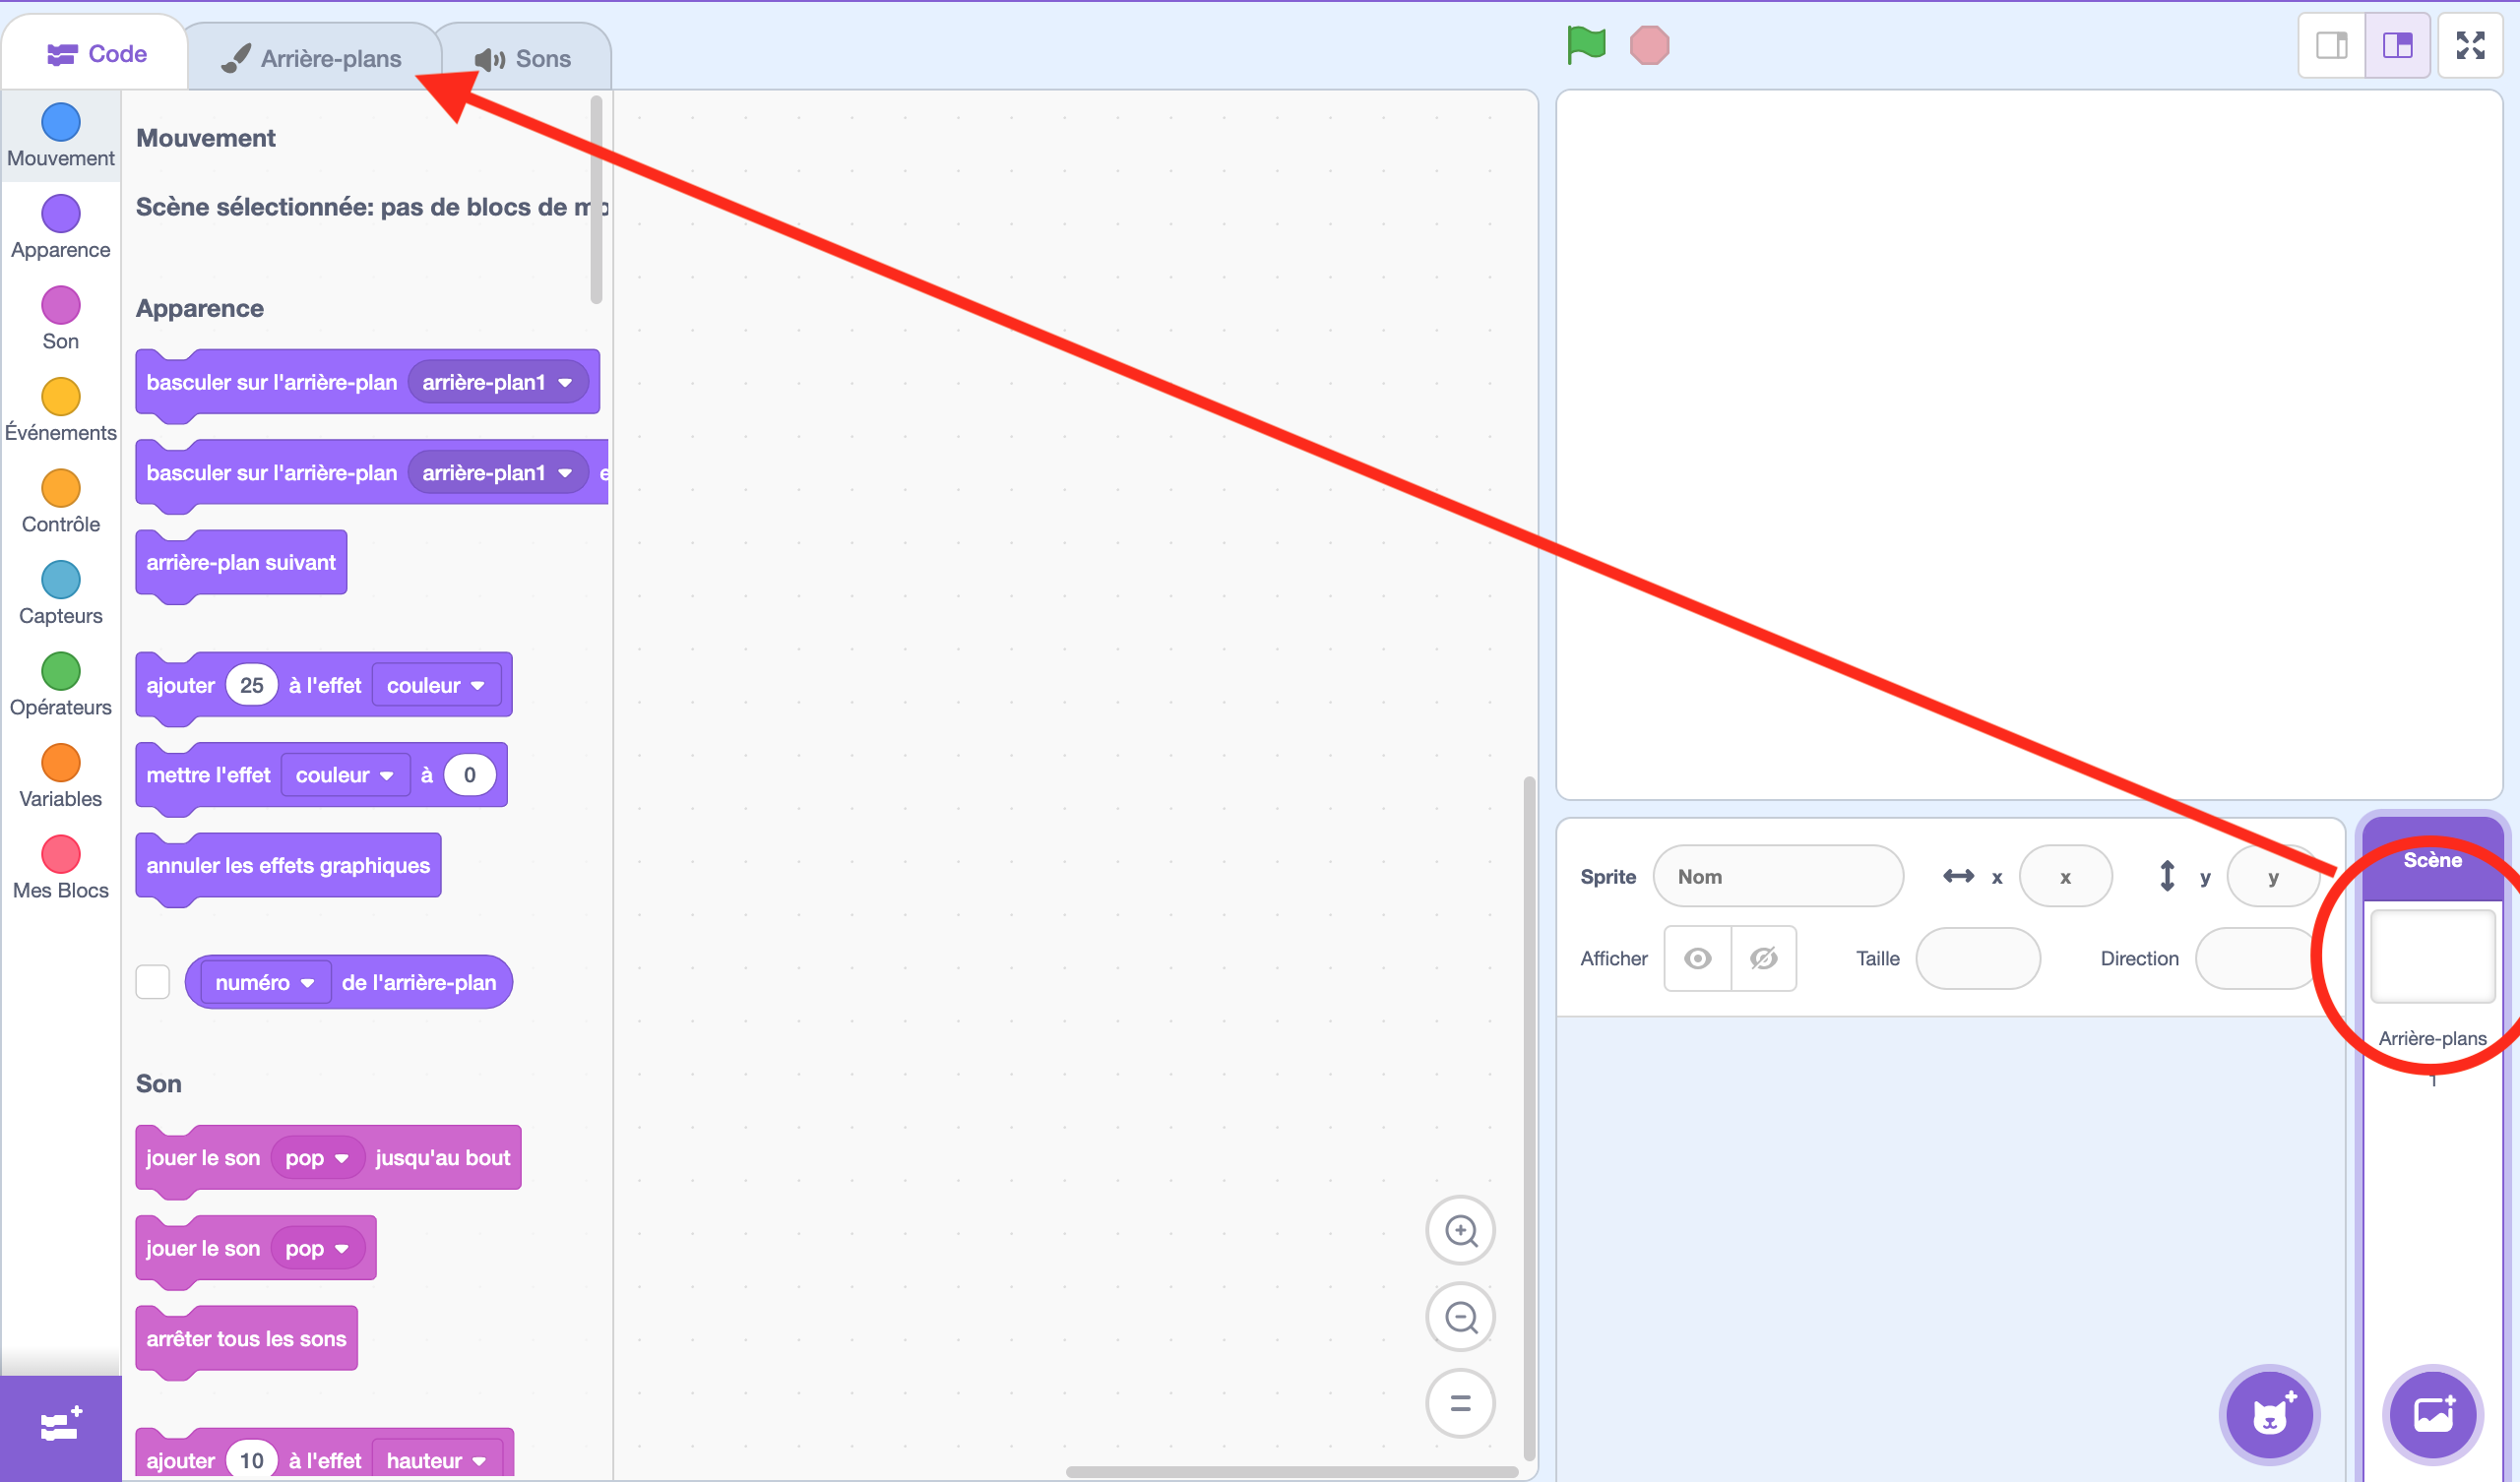 Code
Arrière-plans
Sons
Mouvement
Apparence
Son
Événements
Contrôle
Capteurs
Opérateurs
Variables
Mes Blocs
Mouvement
Scène sélectionnée: pas de blocs de
Apparence
basculer sur l'arrière-plan arrière-plan1
basculer sur l'arrière-plan arrière-plan1
arrière-plan suivant
ajouter 25 à l'effet couleur
mettre l'effet couleur à 0
annuler les effets graphiques
numéro de l'arrière-plan
Son
jouer le son pop jusqu'au bout
jouer le son pop
arrêter tous les sons
ajouter 10 à l'effet hauteur
Sprite Nom x x y y
Afficher Taille Direction
Scène
Arrière-plans
1